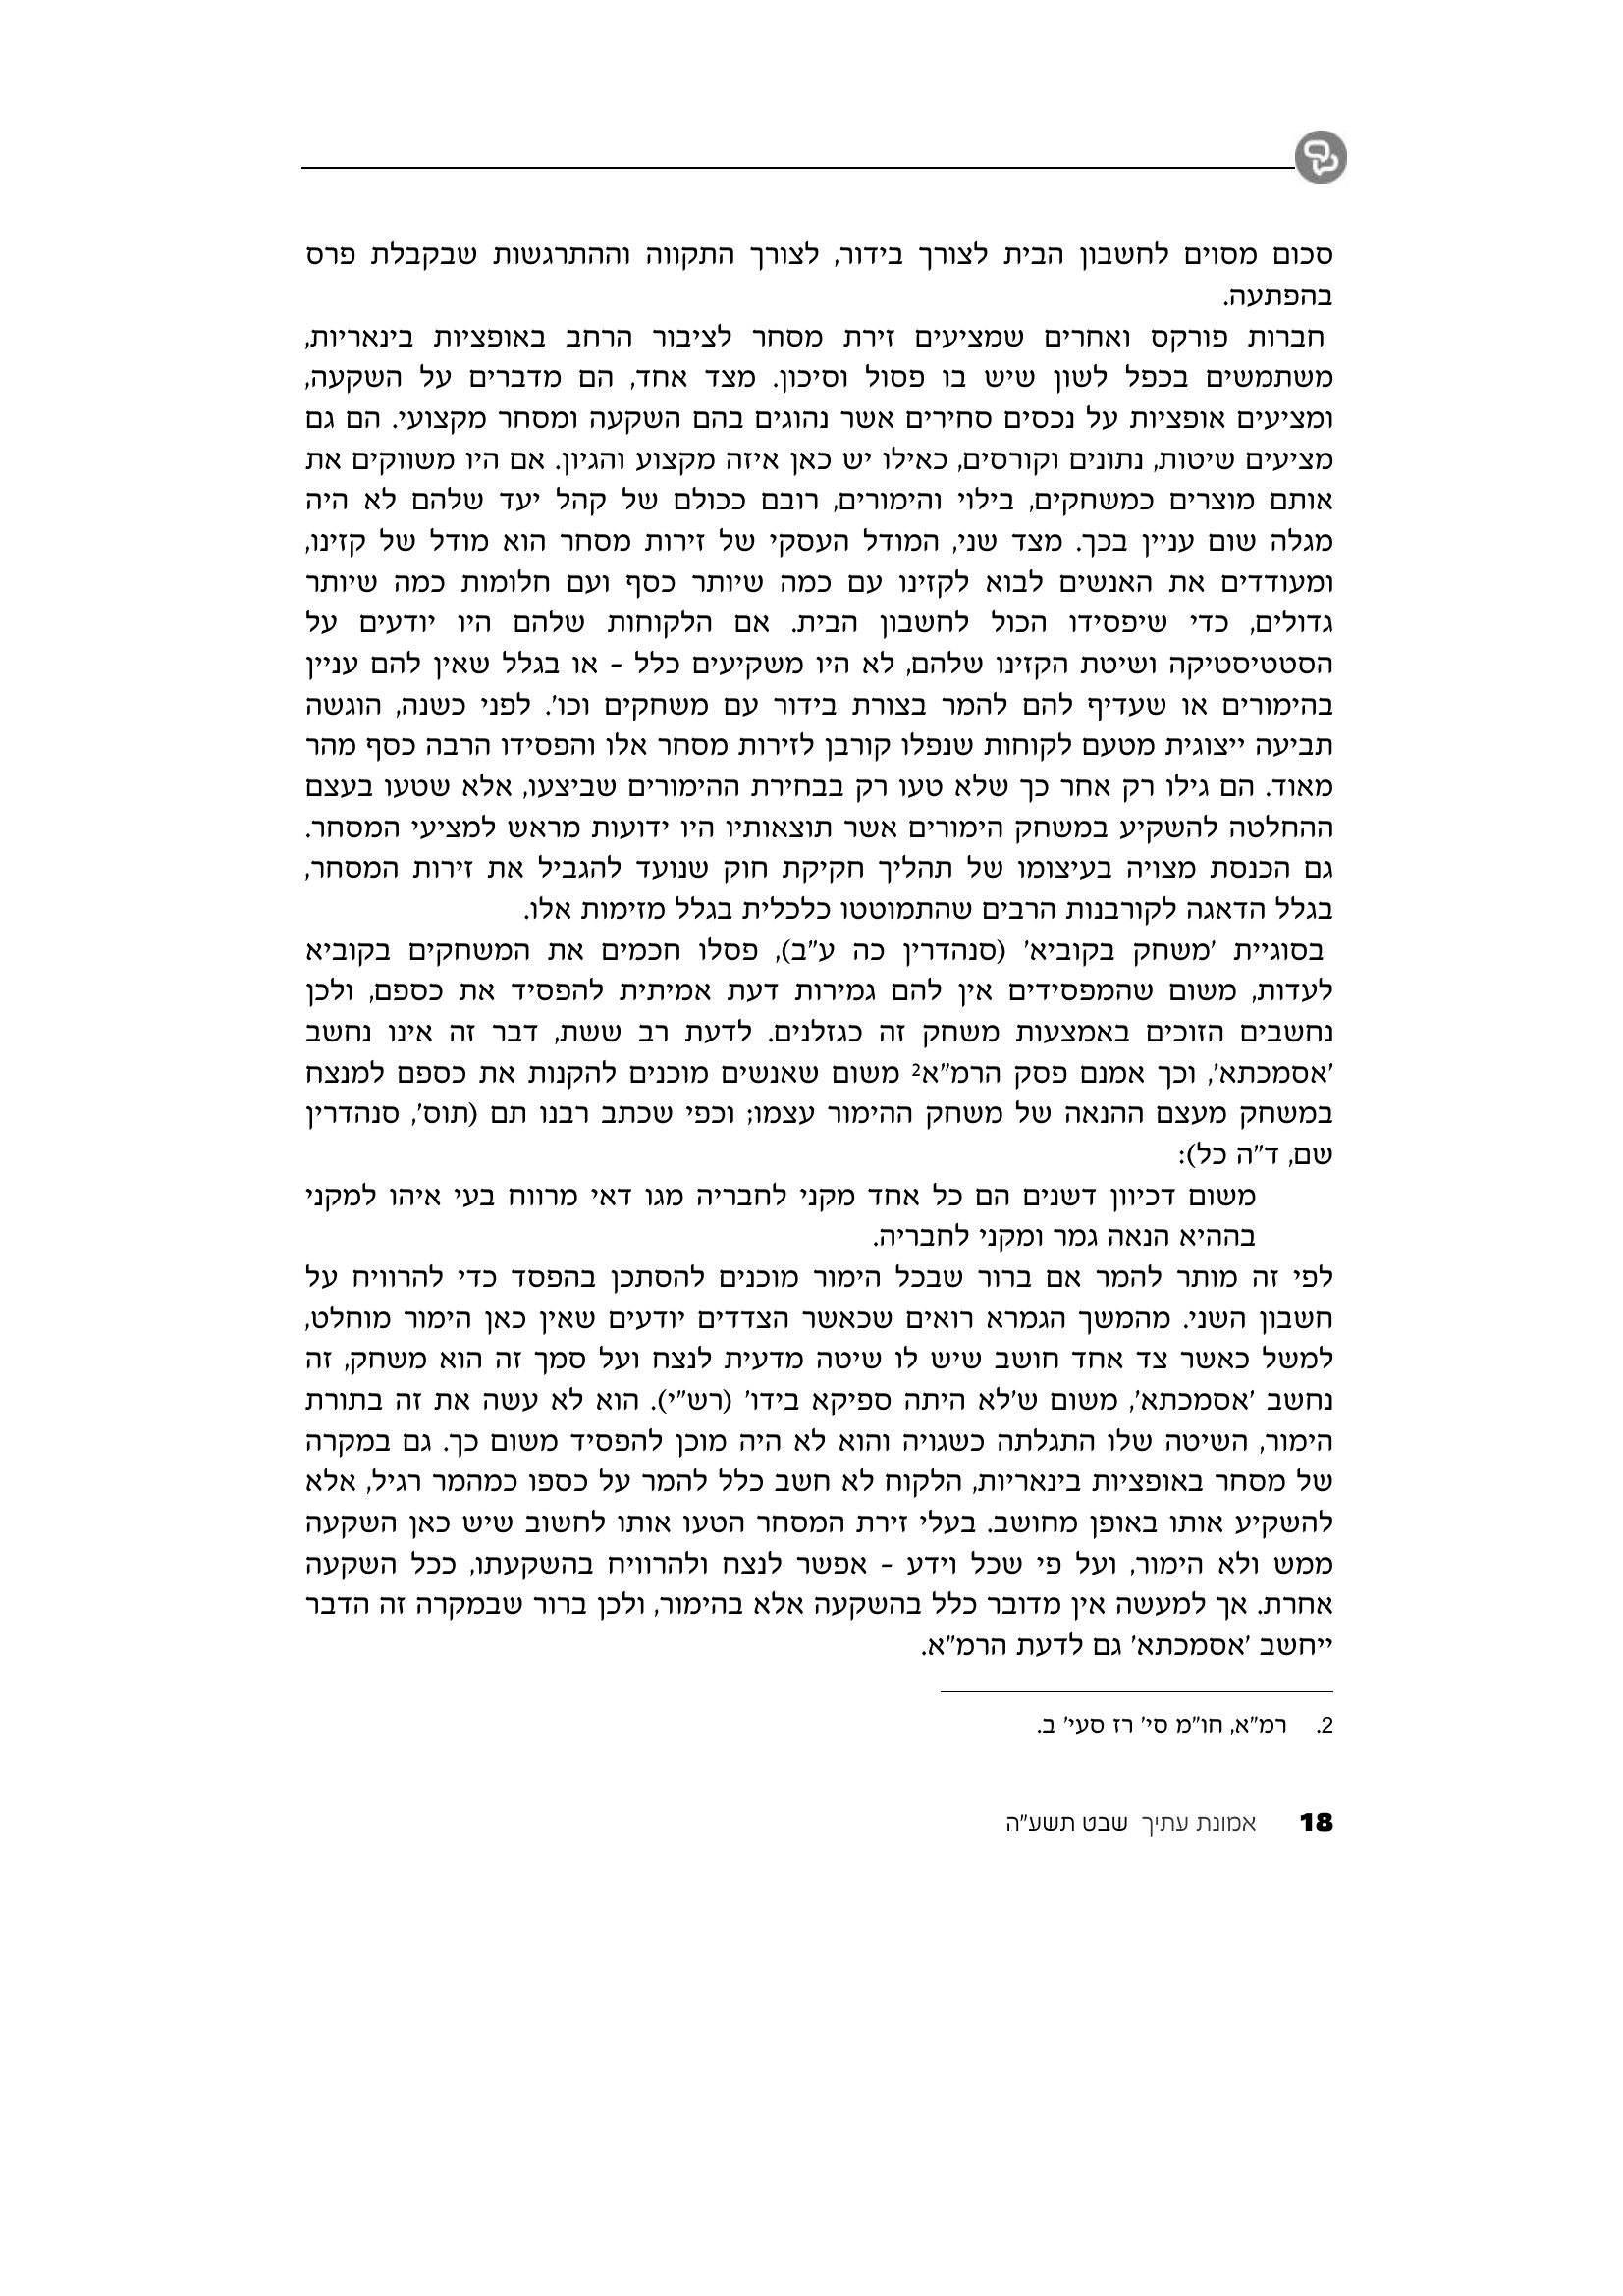 סכום מסוים לחשבון הבית לצורך בידור, לצורך התקווה וההתרגשות שבקבלת פרס
בהפתעה.
חברות פורקס ואחרים שמציעים זירת מסחר לציבור הרחב באופציות בינאריות,
משתמשים בכפל לשון שיש בו פסול וסיכון. מצד אחד, הם מדברים על השקעה,
ומציעים אופציות על נכסים סחירים אשר נהוגים בהם השקעה ומסחר מקצועי. הם גם
מציעים שיטות, נתונים וקורסים, כאילו יש כאן איזה מקצוע והגיון. אם היו משווקים את
אותם מוצרים כמשחקים, בילוי והימורים, רובם ככולם של קהל יעד שלהם לא היה
מגלה שום עניין בכך. מצד שני, המודל העסקי של זירות מסחר הוא מודל של קזינו,
ומעודדים את האנשים לבוא לקזינו עם כמה שיותר כסף ועם חלומות כמה שיותר
גדולים, כדי שיפסידו הכול לחשבון הבית. אם הלקוחות שלהם היו יודעים על
הסטטיסטיקה ושיטת הקזינו שלהם, לא היו משקיעים כלל – או בגלל שאין להם עניין
בהימורים או שעדיף להם להמר בצורת בידור עם משחקים וכו'. לפני כשנה, הוגשה
תביעה ייצוגית מטעם לקוחות שנפלו קורבן לזירות מסחר אלו והפסידו הרבה כסף מהר
מאוד. הם גילו רק אחר כך שלא טעו רק בבחירת ההימורים שביצעו, אלא שטעו בעצם
ההחלטה להשקיע במשחק הימורים אשר תוצאותיו היו ידועות מראש למציעי המסחר.
גם הכנסת מצויה בעיצומו של תהליך חקיקת חוק שנועד להגביל את זירות המסחר,
בגלל הדאגה לקורבנות הרבים שהתמוטטו כלכלית בגלל מזימות אלו.
בסוגיית 'משחק בקוביא' (סנהדרין כה ע"ב), פסלו חכמים את המשחקים בקוביא
לעדות, משום שהמפסידים אין להם גמירות דעת אמיתית להפסיד את כספם, ולכן
נחשבים הזוכים באמצעות משחק זה כגזלנים. לדעת רב ששת, דבר זה אינו נחשב
'אסמכתא', וכך אמנם פסק הרמ"א² משום שאנשים מוכנים להקנות את כספם למנצח
במשחק מעצם ההנאה של משחק ההימור עצמו; וכפי שכתב רבנו תם (תוס', סנהדרין
שם, ד"ה כל):
משום דכיוון דשנים הם כל אחד מקני לחבריה מגו דאי מרווח בעי איהו למקני
בההיא הנאה גמר ומקני לחבריה.
לפי זה מותר להמר אם ברור שבכל הימור מוכנים להסתכן בהפסד כדי להרוויח על
חשבון השני. מהמשך הגמרא רואים שכאשר הצדדים יודעים שאין כאן הימור מוחלט,
למשל כאשר צד אחד חושב שיש לו שיטה מדעית לנצח ועל סמך זה הוא משחק, זה
נחשב 'אסמכתא', משום ש'לא היתה ספיקא בידו' (רש"י). הוא לא עשה את זה בתורת
הימור, השיטה שלו התגלתה כשגויה והוא לא היה מוכן להפסיד משום כך. גם במקרה
של מסחר באופציות בינאריות, הלקוח לא חשב כלל להמר על כספו כמהמר רגיל, אלא
להשקיע אותו באופן מחושב. בעלי זירת המסחר הטעו אותו לחשוב שיש כאן השקעה
ממש ולא הימור, ועל פי שכל וידע – אפשר לנצח ולהרוויח בהשקעתו, ככל השקעה
אחרת. אך למעשה אין מדובר כלל בהשקעה אלא בהימור, ולכן ברור שבמקרה זה הדבר
ייחשב 'אסמכתא' גם לדעת הרמ"א.
2. רמ"א, חו"מ סי' רז סעי' ב.
18 אמונת עתיך שבט תשע"ה